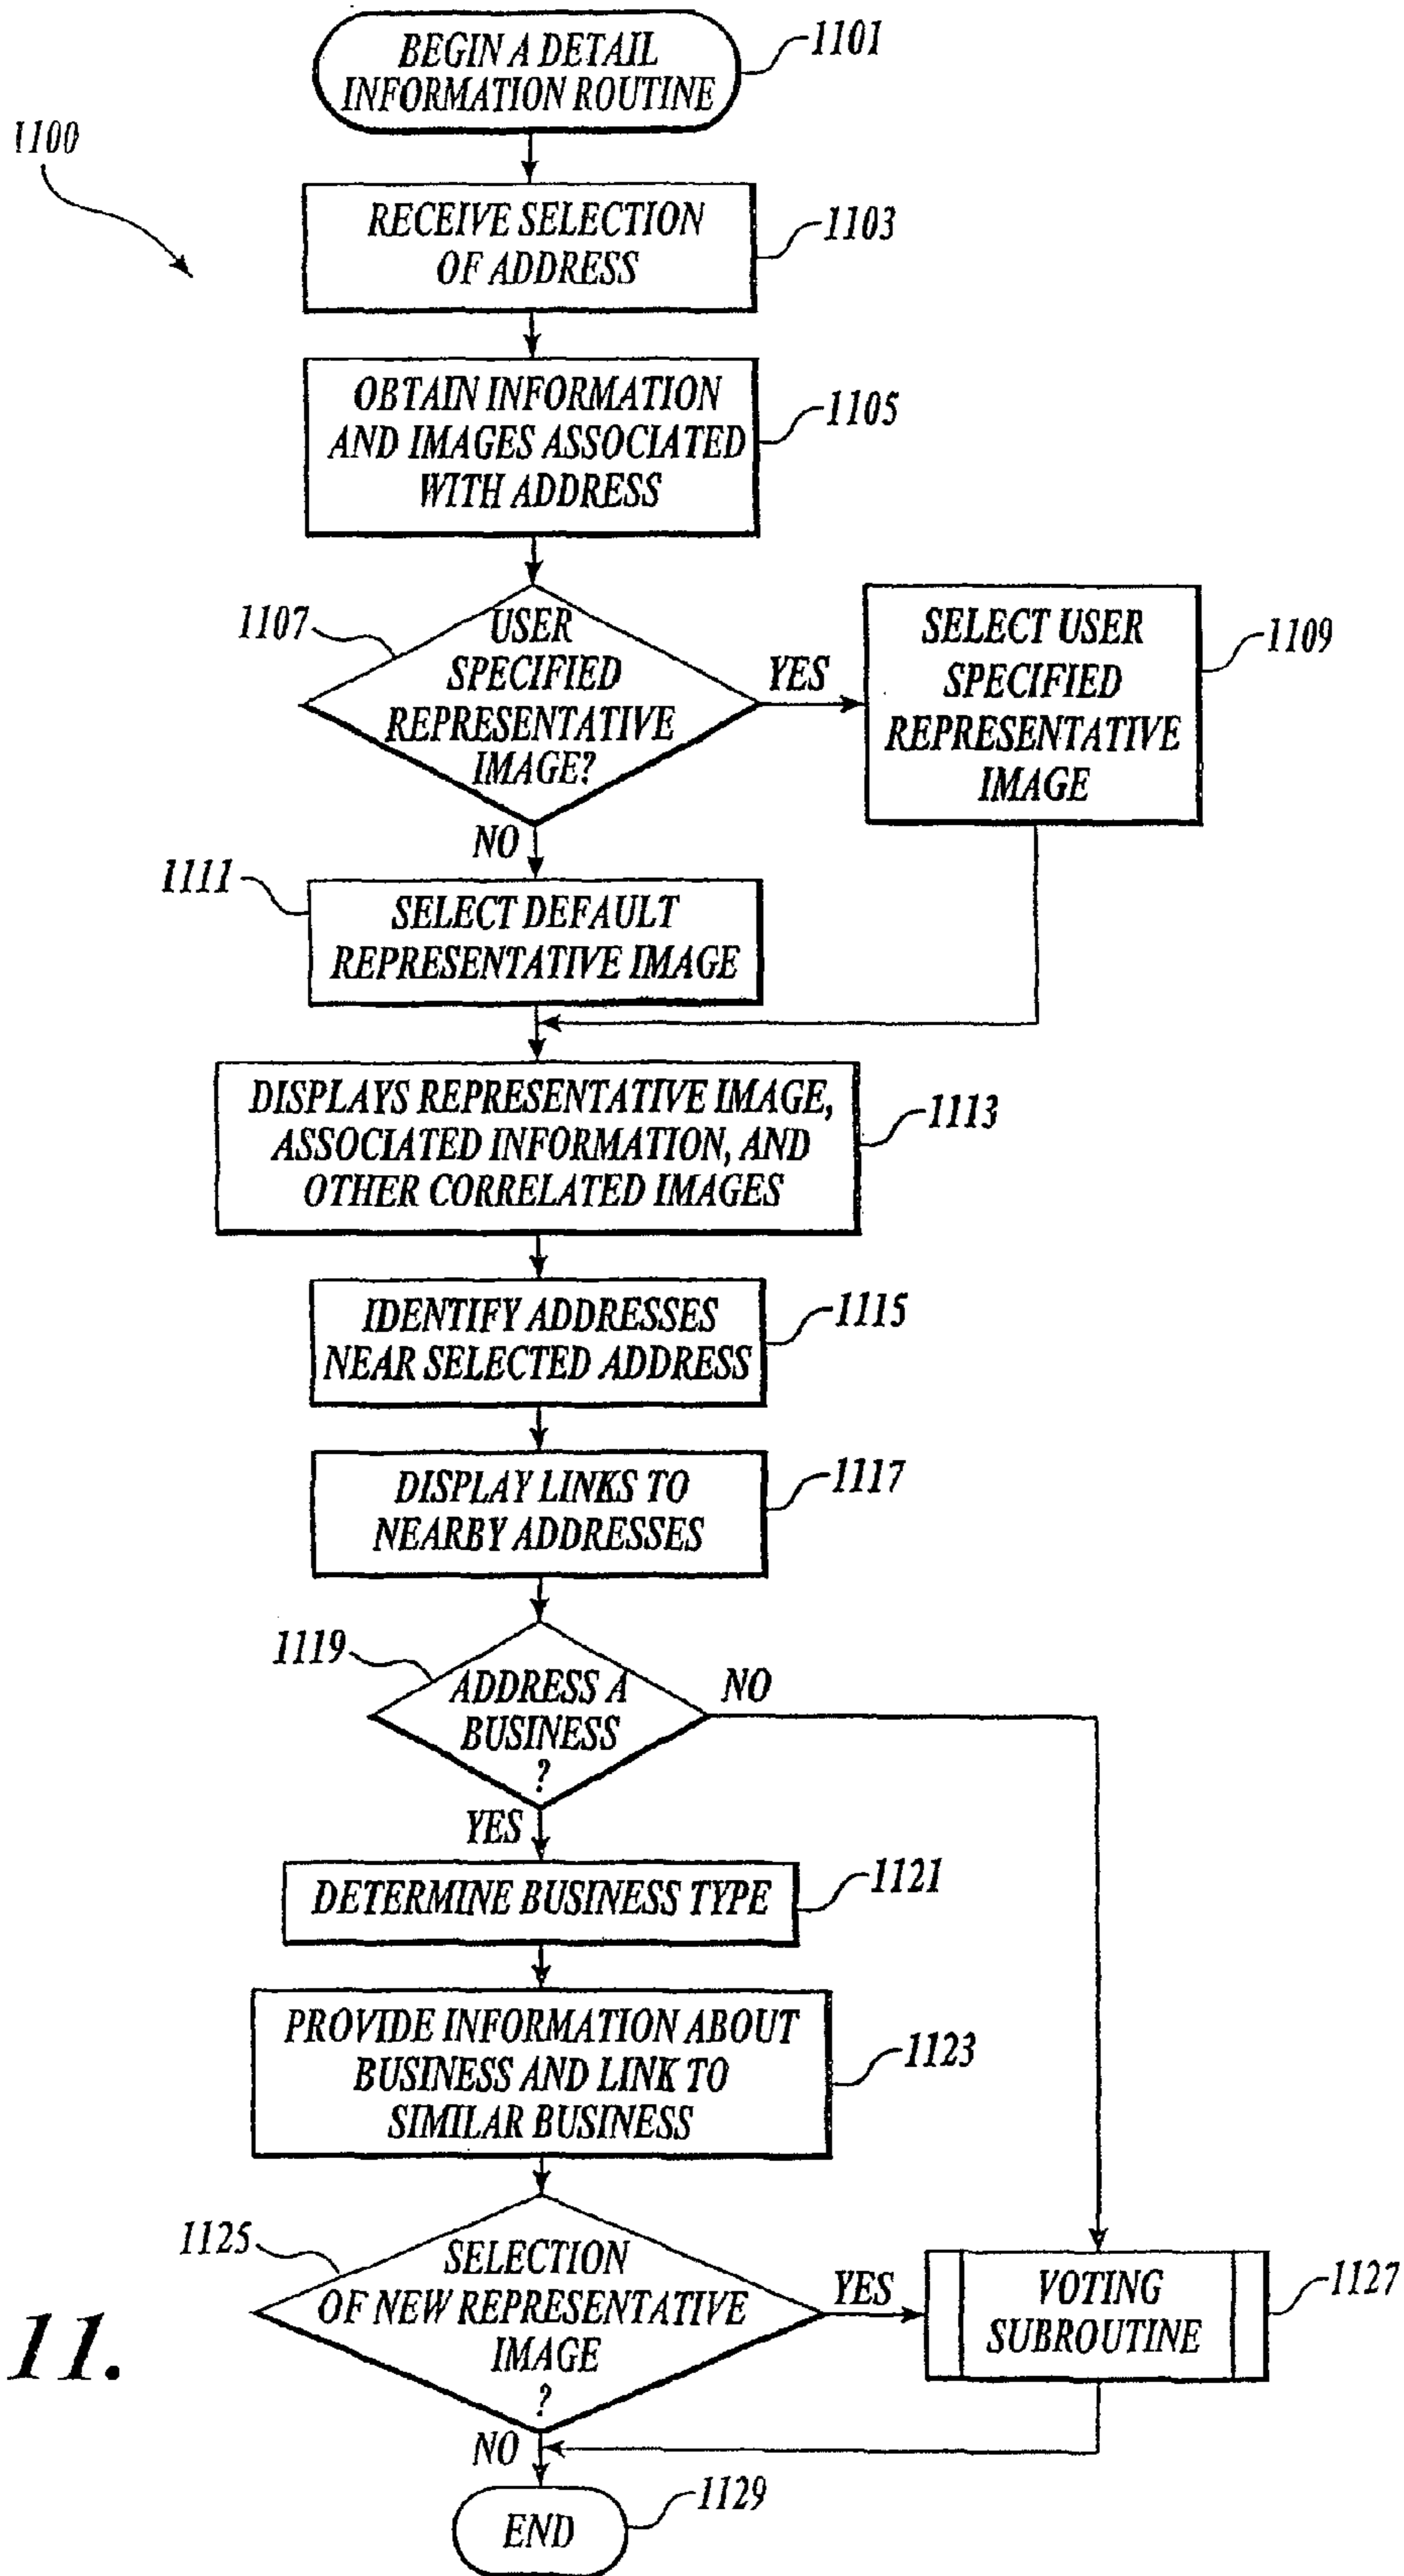 BEGIN A DETAIL
INFORMATION ROUTINE
1101
1100
RECEIVE SELECTION
OF ADDRESS
1103
OBTAIN INFORMATION
AND IMAGES ASSOCIATED
WITH ADDRESS
1105
1107
USER
SPECIFIED
REPRESENTATIVE
IMAGE?
YES
NO
SELECT USER
SPECIFIED
REPRESENTATIVE
IMAGE
1109
1111
SELECT DEFAULT
REPRESENTATIVE IMAGE
DISPLAYS REPRESENTATIVE IMAGE,
ASSOCIATED INFORMATION, AND
OTHER CORRELATED IMAGES
1113
IDENTIFY ADDRESSES
NEAR SELECTED ADDRESS
1115
DISPLAY LINKS TO
NEARBY ADDRESSES
1117
1119
ADDRESS A
BUSINESS
?
NO
YES
DETERMINE BUSINESS TYPE
1121
PROVIDE INFORMATION ABOUT
BUSINESS AND LINK TO
SIMILAR BUSINESS
1123
1125
SELECTION
OF NEW REPRESENTATIVE
IMAGE
?
YES
NO
VOTING
SUBROUTINE
1127
11.
END
1129